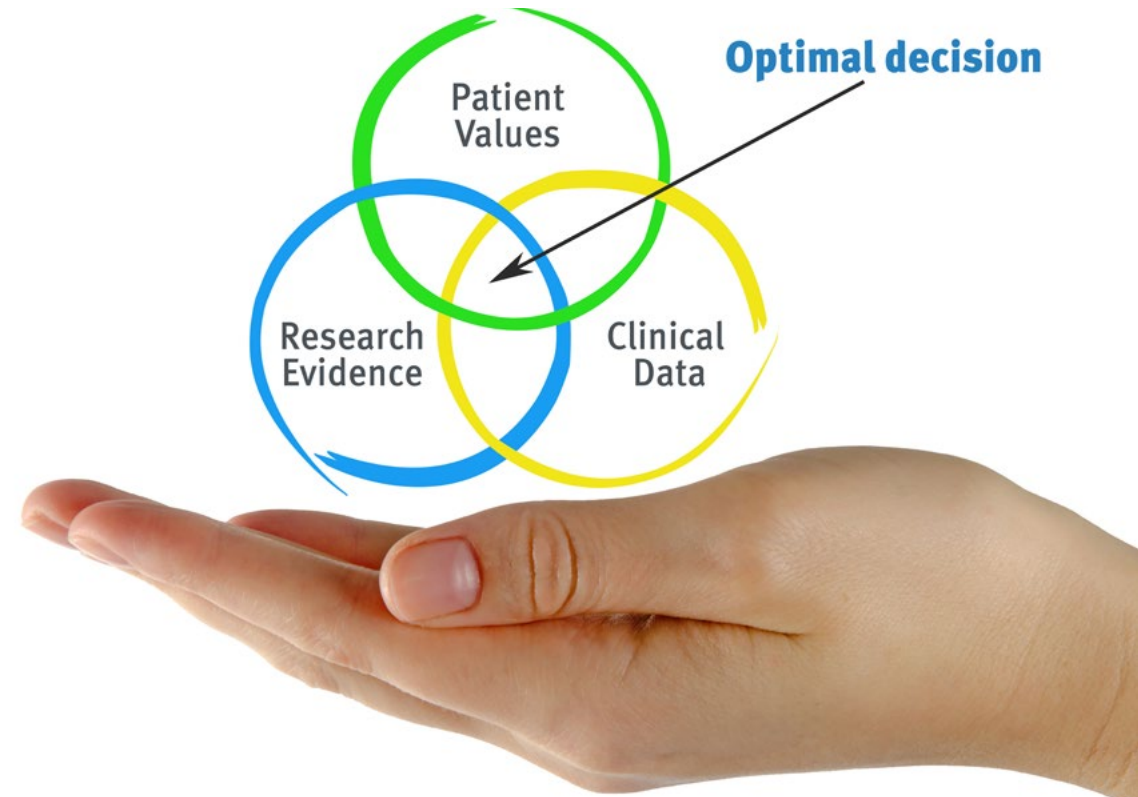 Optimal decision
Patient
Values
Research
Evidence
Clinical
Data